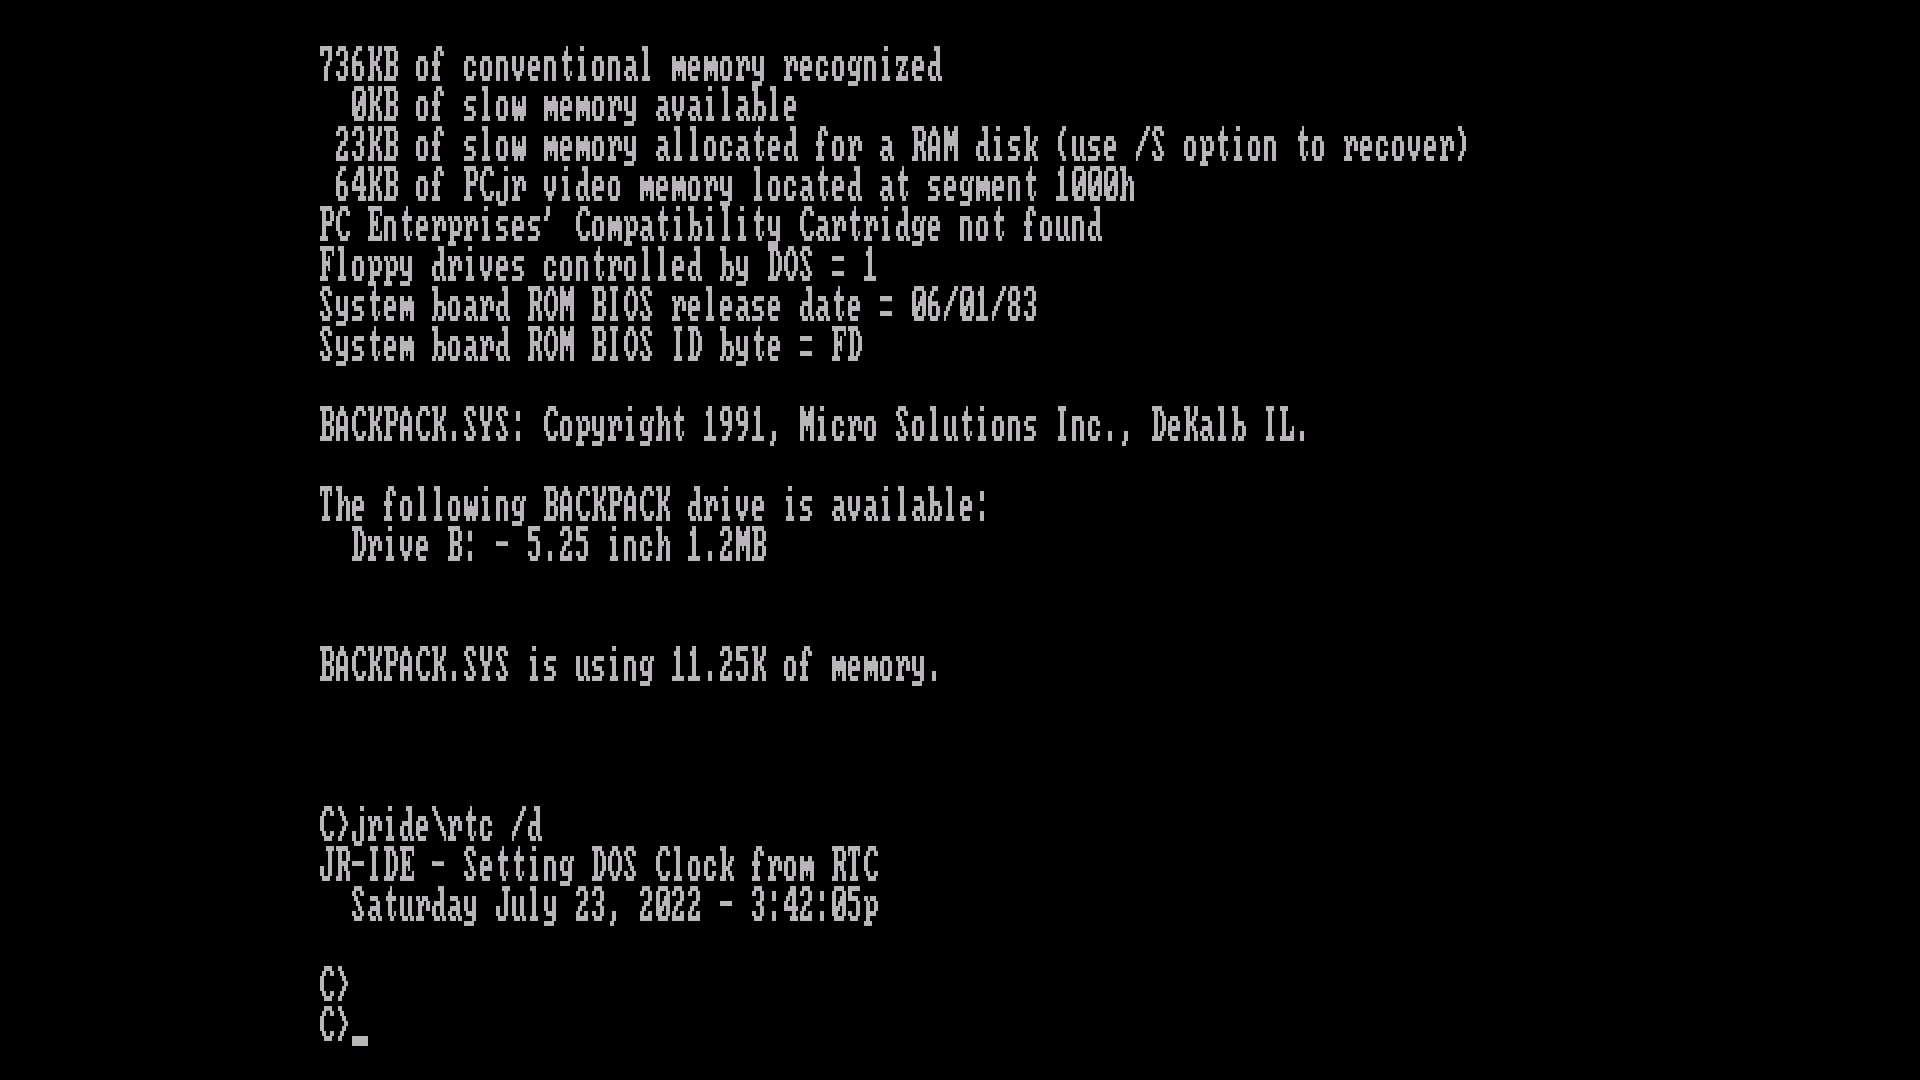 736KB of conventional memory recognized
  0KB of slow memory available
 23KB of slow memory allocated for a RAM disk (use /S option to recover)
 64KB of PCjr video memory located at segment 1000h
PC Enterprises' Compatibility Cartridge not found
Floppy drives controlled by DOS = 1
System board ROM BIOS release date = 06/01/83
System board ROM BIOS ID byte = FD
BACKPACK.SYS: Copyright 1991, Micro Solutions Inc., DeKalb IL.
The following BACKPACK drive is available:
  Drive B: - 5.25 inch 1.2MB
BACKPACK.SYS is using 11.25K of memory.
C>jride\rtc /d
JR-IDE - Setting DOS Clock from RTC
  Saturday July 23, 2022 - 3:42:05p
C>
C>_